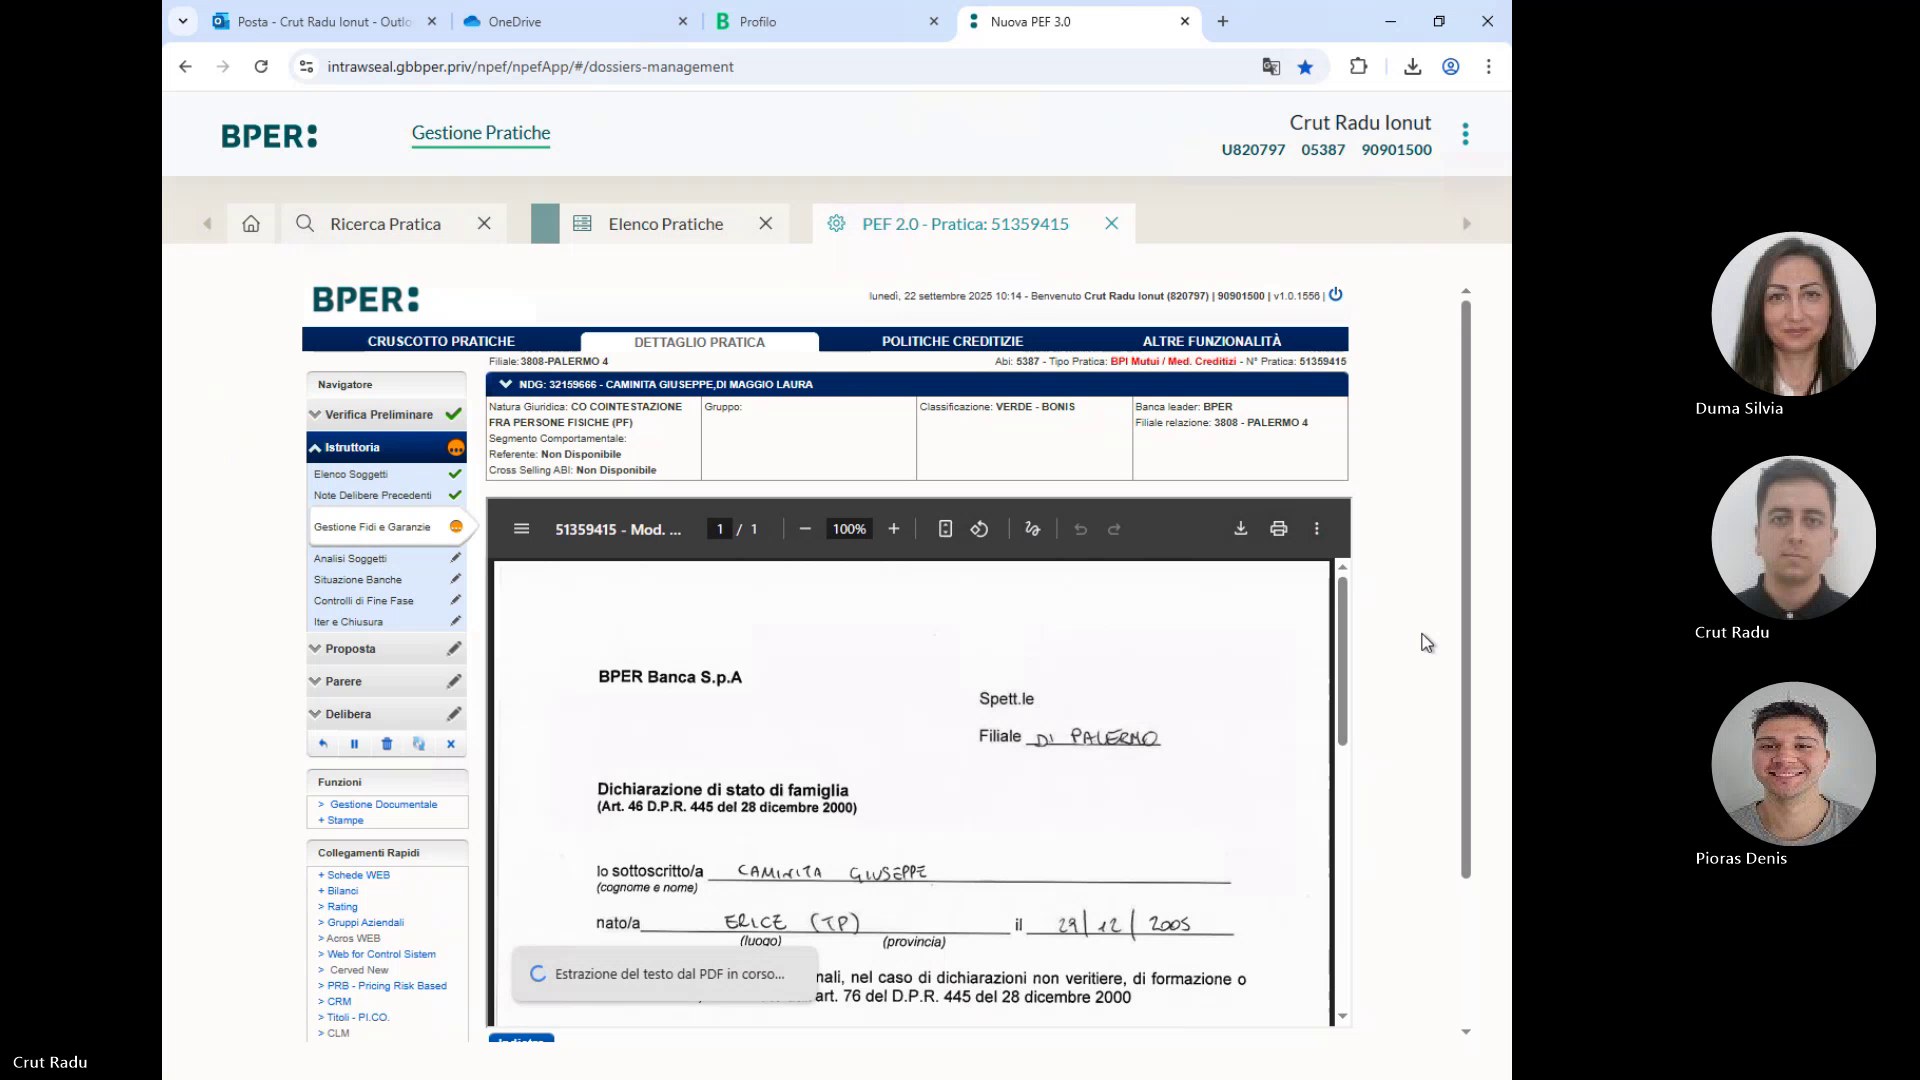 Posta - Crut Radu Ionut - Outlo
OneDrive
Profilo
Nuova PEF 3.0
intrawseal.gbbper.priv/npef/npefApp/#/dossiers-management
BPER:
Gestione Pratiche
Crut Radu Ionut
U820797 05387 90901500
Ricerca Pratica
Elenco Pratiche
PEF 2.0 - Pratica: 51359415
BPER:
lunedì, 22 settembre 2025 10:14 - Benvenuto Crut Radu Ionut (820797) | 90901500 | v1.0.1556 |
CRUSCOTTO PRATICHE
DETTAGLIO PRATICA
POLITICHE CREDITIZIE
ALTRE FUNZIONALITÀ
Filiale: 3808-PALERMO 4
Abi: 5387 - Tipo Pratica: BPI Mutui / Med. Creditizi - N° Pratica: 51359415
Navigatore
Verifica Preliminare
Istruttoria
Elenco Soggetti
Note Delibere Precedenti
Gestione Fidi e Garanzie
Analisi Soggetti
Situazione Banche
Controlli di Fine Fase
Iter e Chiusura
Proposta
Parere
Delibera
Funzioni
> Gestione Documentale
+ Stampe
Collegamenti Rapidi
+ Schede WEB
+ Bilanci
> Rating
> Gruppi Aziendali
> Acros WEB
> Web for Control Sistem
> Cerved New
> PRB - Pricing Risk Based
> CRM
> Titoli - PI.CO.
> CLM
NDG: 32159666 - CAMINITA GIUSEPPE,DI MAGGIO LAURA
Natura Giuridica: CO COINTESTAZIONE
FRA PERSONE FISICHE (PF)
Segmento Comportamentale:
Referente: Non Disponibile
Cross Selling ABI: Non Disponibile
Gruppo:
Classificazione: VERDE - BONIS
Banca leader: BPER
Filiale relazione: 3808 - PALERMO 4
51359415 - Mod. ...
1 / 1
100%
BPER Banca S.p.A
Spett.le
Filiale DI PALERMO
Dichiarazione di stato di famiglia
(Art. 46 D.P.R. 445 del 28 dicembre 2000)
Io sottoscritto/a CAMINITA GIUSEPPE
(cognome e nome)
nato/a ERICE (TP) il 29/12/2005
(luogo) (provincia)
Estrazione del testo dal PDF in corso...
nali, nel caso di dichiarazioni non veritiere, di formazione o
art. 76 del D.P.R. 445 del 28 dicembre 2000
Indietro
Duma Silvia
Crut Radu
Pioras Denis
Crut Radu